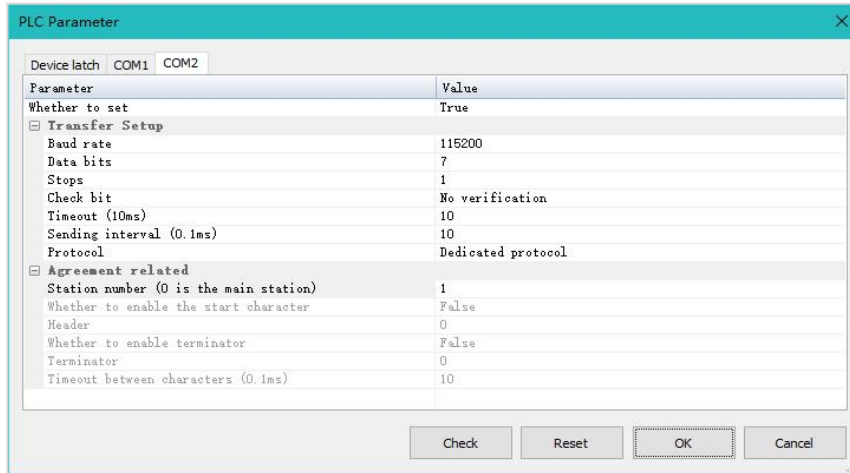 PLC Parameter
Device latch COM1 COM2
Parameter Value
Whether to set True
Transfer Setup
Baud rate 115200
Data bits 7
Stops 1
Check bit No verification
Timeout (10ms) 10
Sending interval (0.1ms) 10
Protocol Dedicated protocol
Agreement related
Station number (0 is the main station) 1
Whether to enable the start character False
Header 0
Whether to enable terminator False
Terminator 0
Timeout between characters (0.1ms) 10
Check Reset OK Cancel